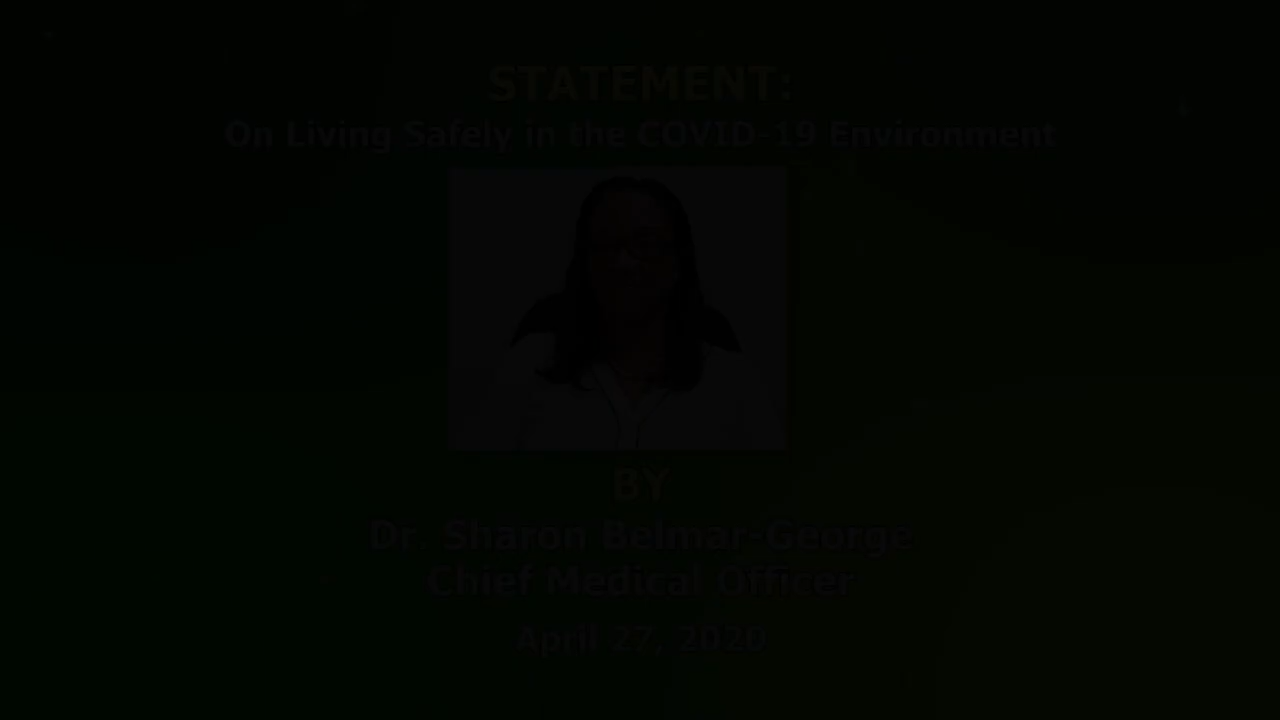 STATEMENT:
On Living Safely in the COVID-19 Environment
BY
Dr. Sharon Belmar-George
Chief Medical Officer
April 27, 2020